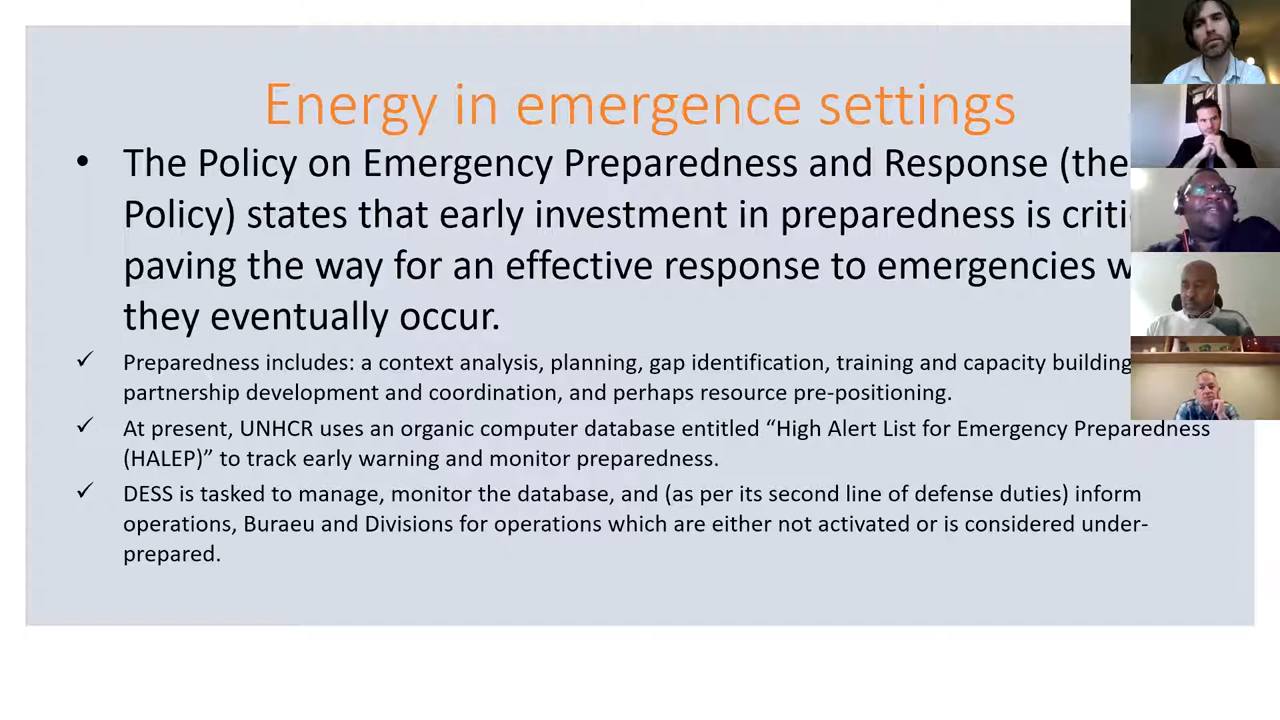 Energy in emergence settings
• The Policy on Emergency Preparedness and Response (the
Policy) states that early investment in preparedness is
paving the way for an effective response to emergencies
they eventually occur.
✓ Preparedness includes: a context analysis, planning, gap identification, training and capacity building
partnership development and coordination, and perhaps resource pre-positioning.
✓ At present, UNHCR uses an organic computer database entitled “High Alert List for Emergency Preparedness
(HALEP)” to track early warning and monitor preparedness.
✓ DESS is tasked to manage, monitor the database, and (as per its second line of defense duties) inform
operations, Buraeu and Divisions for operations which are either not activated or is considered under-
prepared.